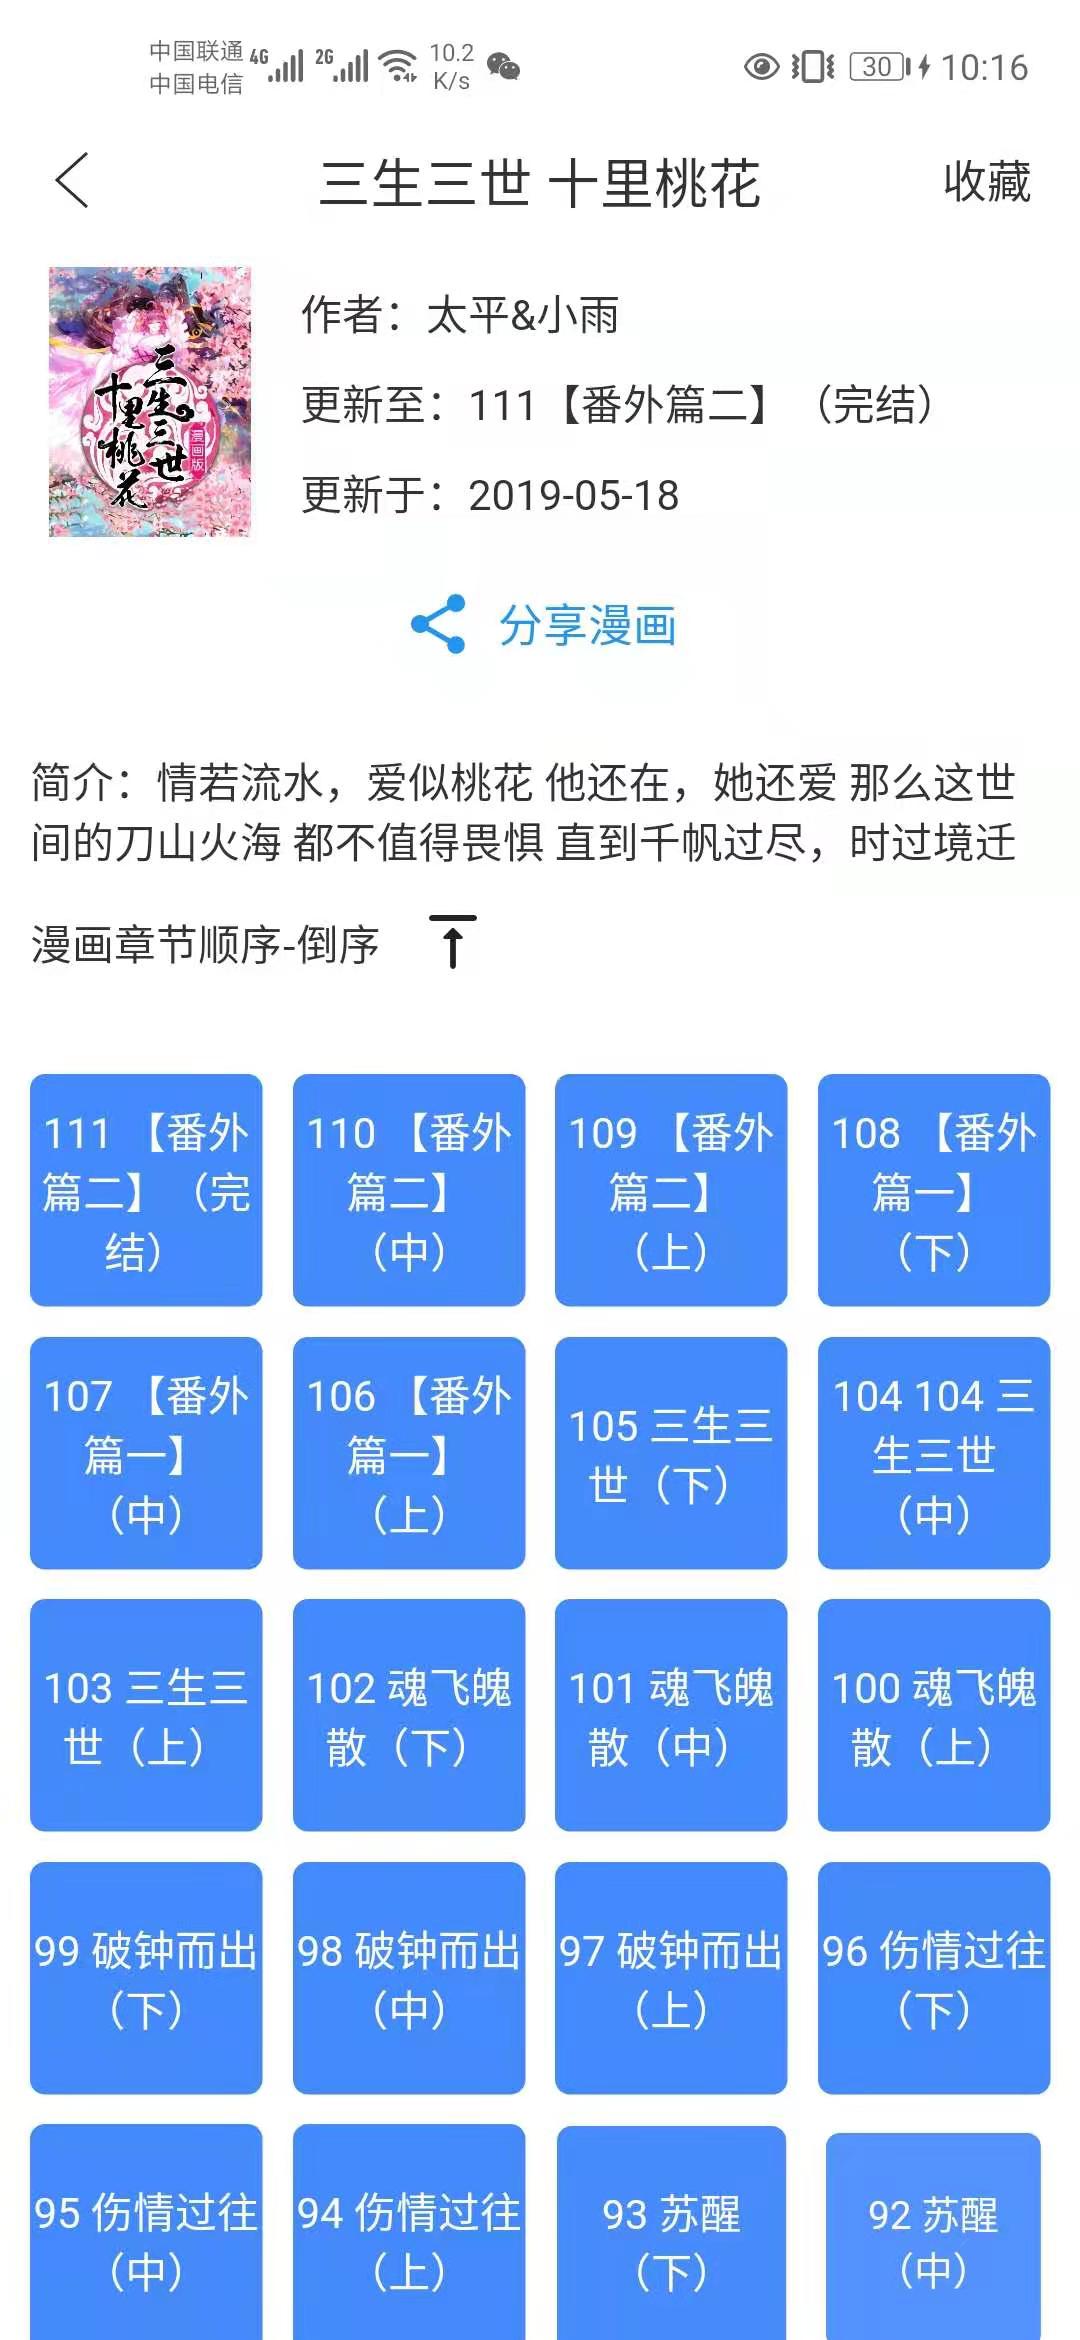 中国联通 4G 2G 10.2 K/s 30 10:16
中国电信
三生三世 十里桃花 收藏
三生三世
十里桃花
漫画版
作者：太平&小雨
更新至：111【番外篇二】（完结）
更新于：2019-05-18
分享漫画
简介：情若流水，爱似桃花 他还在，她还爱 那么这世
间的刀山火海 都不值得畏惧 直到千帆过尽，时过境迁
漫画章节顺序-倒序
111 【番外
篇二】（完
结）
110 【番外
篇二】
（中）
109 【番外
篇二】
（上）
108 【番外
篇一】
（下）
107 【番外
篇一】
（中）
106 【番外
篇一】
（上）
105 三生三
世（下）
104 104 三
生三世
（中）
103 三生三
世（上）
102 魂飞魄
散（下）
101 魂飞魄
散（中）
100 魂飞魄
散（上）
99 破钟而出
（下）
98 破钟而出
（中）
97 破钟而出
（上）
96 伤情过往
（下）
95 伤情过往
（中）
94 伤情过往
（上）
93 苏醒
（下）
92 苏醒
（中）